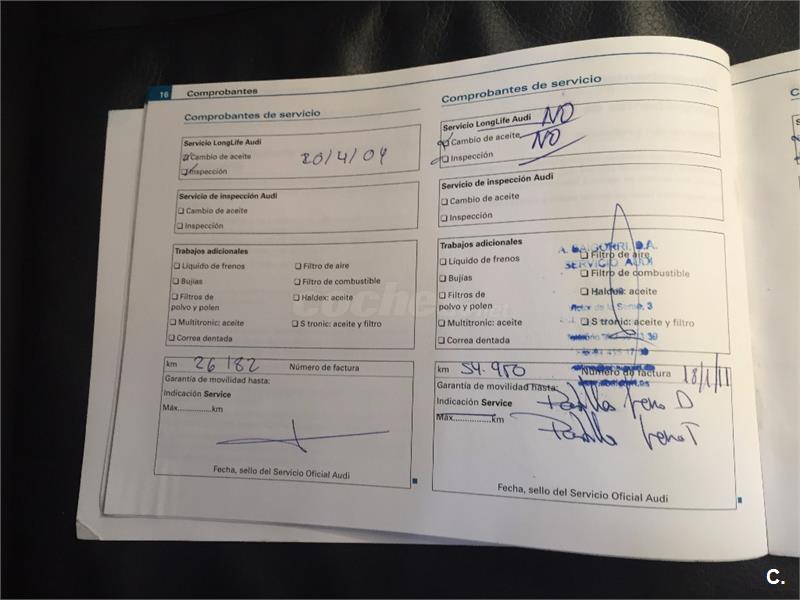 16 Comprobantes
Comprobantes de servicio
Servicio LongLife Audi
Cambio de aceite 20/4/09
Inspección
Servicio de inspección Audi
❑ Cambio de aceite
❑ Inspección
Trabajos adicionales
❑ Líquido de frenos ❑ Filtro de aire
❑ Bujías ❑ Filtro de combustible
❑ Filtros de ❑ Haldex: aceite
polvo y polen
❑ Multitronic: aceite ❑ S tronic: aceite y filtro
❑ Correa dentada
km 26182 Número de factura
Garantía de movilidad hasta:
Indicación Service
Máx.............km
Fecha, sello del Servicio Oficial Audi
Comprobantes de servicio
Servicio LongLife Audi NO
Cambio de aceite NO
❑ Inspección
Servicio de inspección Audi
❑ Cambio de aceite
❑ Inspección
Trabajos adicionales
SERVICIO AUDI
❑ Líquido de frenos ❑ Filtro de aire
❑ Bujías ❑ Filtro de combustible
❑ Filtros de ❑ Haldex: aceite
polvo y polen
❑ Multitronic: aceite ❑ S tronic: aceite y filtro
❑ Correa dentada
km 54.950 Número de factura 18/1/11
Garantía de movilidad hasta:
Indicación Service Pastillas freno D
Máx.............km Pastilla freno T
Fecha, sello del Servicio Oficial Audi
C.